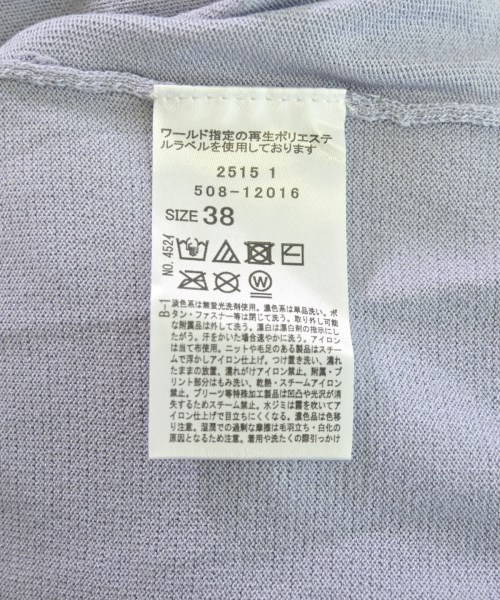 ワールド指定の再生ポリエステ
ルラベルを使用しております
2515 1
508-12016
SIZE 38
W
淡色系は無蛍光洗剤使用。濃色系は単品洗い。ボ
タン・ファスナー等は閉じて洗う。取り外し可能
な附属品は外して洗う。漂白は漂白剤の指示にし
たがう。汗をかいた場合速やかに洗う。アイロン
は当て布使用。ニットや毛足のある製品はスチー
ムで浮かしアイロン仕上げ。つけ置き洗い、濡れ
たままの放置、濡れがけアイロン禁止。附属・プ
リント部分はもみ洗い、乾熱・スチームアイロン
禁止。プリーツ等特殊加工製品は凹凸や光沢が消
失するためスチーム禁止。水ジミは霧を吹いてア
イロン仕上げで目立ちにくくなる。濃色品は色移
り注意。湿潤での過剰な摩擦は毛羽立ち・白化の
原因となるため注意。着用や洗たくの際引っかけ